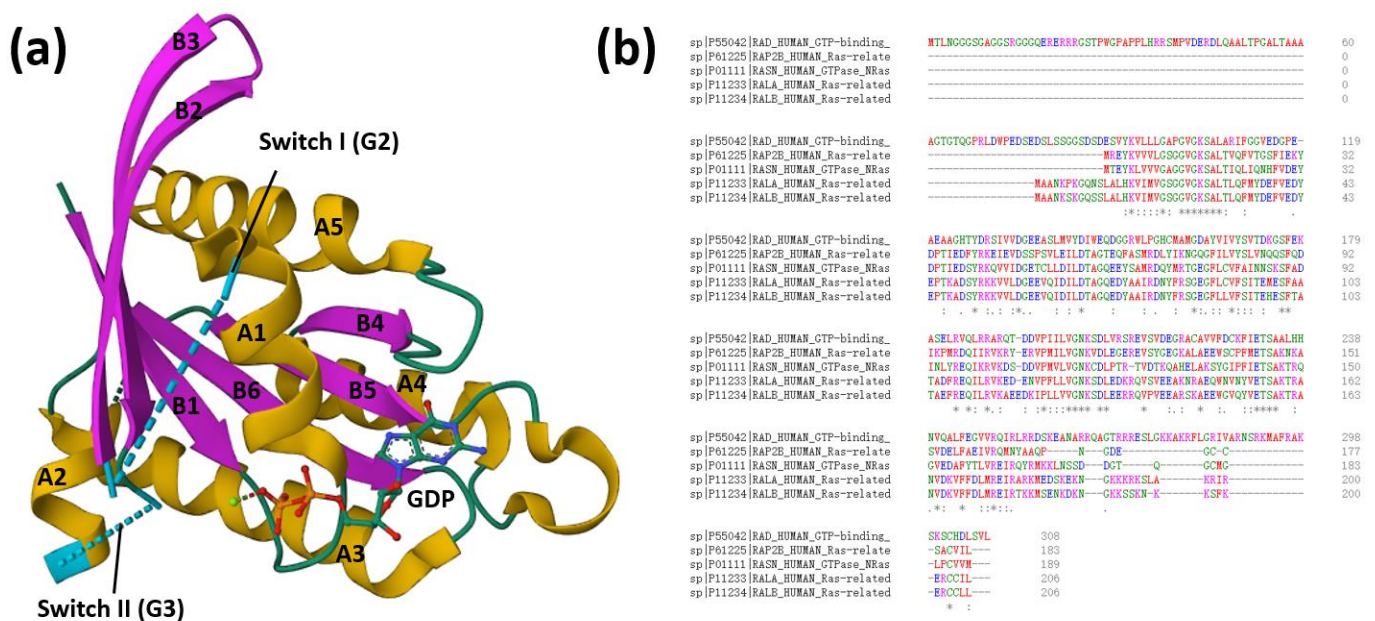 (a)
(b)
B3
B2
Switch I (G2)
A5
A1
B4
B6
B5
A4
B1
A2
GDP
A3
Switch II (G3)
sp|P55042|RAD_HUMAN_GTP-binding_ MTLNGGGSGAGGSRGGGQERERRRGSTPWGPAPPLHRRSMPVDERDLQAALTPGALTAAA 60
sp|P61225|RAP2B_HUMAN_Ras-relate ------------------------------------------------------------ 0
sp|P01111|RASN_HUMAN_GTPase_NRas ------------------------------------------------------------ 0
sp|P11233|RALA_HUMAN_Ras-related ------------------------------------------------------------ 0
sp|P11234|RALB_HUMAN_Ras-related ------------------------------------------------------------ 0
sp|P55042|RAD_HUMAN_GTP-binding_ AGTGTQGPRLDWPEDSEDSLSSGGSDSDESVYKVLLLGAPGVGKSALARIFGGVEDGPE- 119
sp|P61225|RAP2B_HUMAN_Ras-relate ----------------------------MREYKVVVLGSGGVGKSALTVQFVTGSFIEKY 32
sp|P01111|RASN_HUMAN_GTPase_NRas ----------------------------MTEYKLVVVGAGGVGKSALTIQLIQNHFVDEY 32
sp|P11233|RALA_HUMAN_Ras-related -----------------MAANKPKGQNSLALHKVIMVGSGGVGKSALTLQFMYDEFVEDY 43
sp|P11234|RALB_HUMAN_Ras-related -----------------MAANKSKGQSSLALHKVIMVGSGGVGKSALTLQFMYDEFVEDY 43
:*::::*: *******: : .
sp|P55042|RAD_HUMAN_GTP-binding_ AEAAGHTYDRSIVVDGEEASLMVYDIWEQDGGRWLPGHCMAMGDAYVIVYSVTDKGSFEK 179
sp|P61225|RAP2B_HUMAN_Ras-relate DPTIEDFYRKEIEVDSSPSVLEILDTAGTEQFASMRDLYIKNGQGFILVYSLVNQQSFQD 92
sp|P01111|RASN_HUMAN_GTPase_NRas DPTIEDSYRKQVVIDGETCLLDILDTAGQEEYSAMRDQYMRTGEGFLCVFAINNSKSFAD 92
sp|P11233|RALA_HUMAN_Ras-related EPTKADSYRKKVVLDGEEVQIDILDTAGQEDYAAIRDNYFRSGEGFLCVFSITEMESFAA 103
sp|P11234|RALB_HUMAN_Ras-related EPTKADSYRKKVVLDGEEVQIDILDTAGQEDYAAIRDNYFRSGEGFLLVFSITEHESFTA 103
: . * :.: :*.. : : * : : . . *:.:: *::: : **
sp|P55042|RAD_HUMAN_GTP-binding_ ASELRVQLRRARQT-DDVPIILVGNKSDLVRSREVSVDEGRACAVVFDCKFIETSAALHH 238
sp|P61225|RAP2B_HUMAN_Ras-relate IKPMRDQIIRVKRY-ERVPMILVGNKVDLEGEREVSYGEGKALAEEWSCPFMETSAKNKA 151
sp|P01111|RASN_HUMAN_GTPase_NRas INLYREQIKRVKDS-DDVPMVLVGNKCDLPTR-TVDTKQAHELAKSYGIPFIETSAKTRQ 150
sp|P11233|RALA_HUMAN_Ras-related TADFREQILRVKED-ENVPFLLVGNKSDLEDKRQVSVEEAKNRAEQWNVNYVETSAKTRA 162
sp|P11234|RALB_HUMAN_Ras-related TAEFREQILRVKAEEDKIPLLVVGNKSDLEERRQVPVEEARSKAEEWGVQYVETSAKTRA 163
* *: *.: : :*:::**** ** * :.: * : ::**** :
sp|P55042|RAD_HUMAN_GTP-binding_ NVQALFEGVVRQIRLRRDSKEANARRQAGTRRRESLGKKAKRFLGRIVARNSRKMAFRAK 298
sp|P61225|RAP2B_HUMAN_Ras-relate SVDELFAEIVRQMNYAAQP-----N---GDE-------------GC-C------------ 177
sp|P01111|RASN_HUMAN_GTPase_NRas GVEDAFYTLVREIRQYRMKKLNSSD---DGT-----Q-------GCMG------------ 183
sp|P11233|RALA_HUMAN_Ras-related NVDKVFFDLMREIRARKMEDSKEKN---GKKKRKSLA-------KRIR------------ 200
sp|P11234|RALB_HUMAN_Ras-related NVDKVFFDLMREIRTKKMSENKDKN---GKKSSKN-K-------KSFK------------ 200
.*: * ::*::. .
sp|P55042|RAD_HUMAN_GTP-binding_ SKSCHDLSVL 308
sp|P61225|RAP2B_HUMAN_Ras-relate -SACVIL--- 183
sp|P01111|RASN_HUMAN_GTPase_NRas -LPCVVM--- 189
sp|P11233|RALA_HUMAN_Ras-related -ERCCIL--- 206
sp|P11234|RALB_HUMAN_Ras-related -ERCCLL--- 206
* :